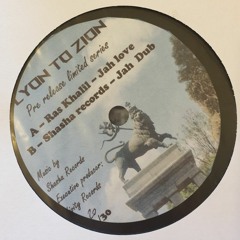 LYON TO ZION
Pre release limited series
A - Ras Khalil - Jah love
B - Shasha records - Jah Dub
Music by
Shasha Records
Executive producer:
Records
/30